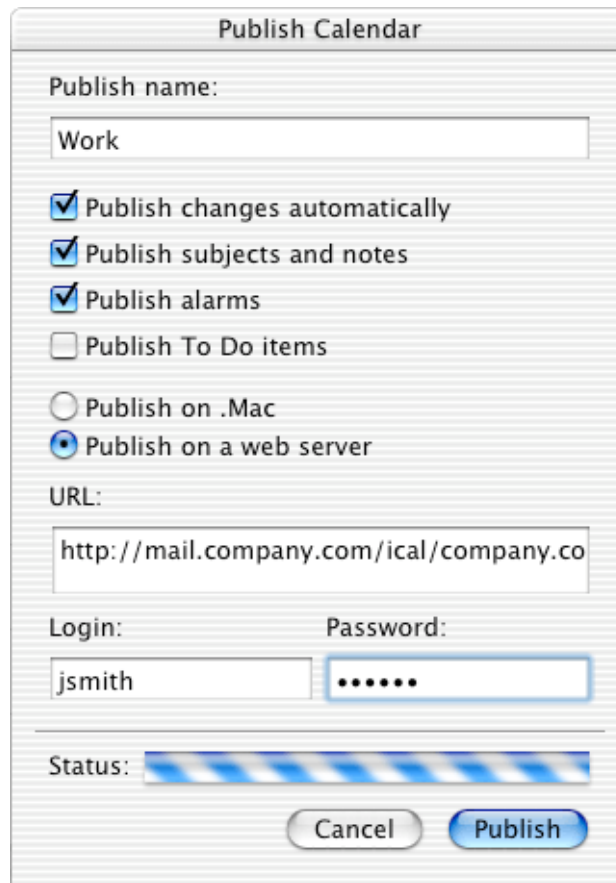 Publish Calendar
Publish name:
Work
Publish changes automatically
Publish subjects and notes
Publish alarms
Publish To Do items
Publish on .Mac
Publish on a web server
URL:
http://mail.company.com/ical/company.co
Login: Password:
jsmith ••••••
Status:
Cancel Publish